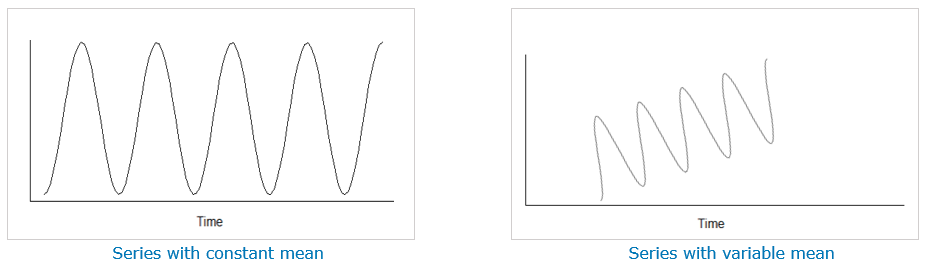 Time
Series with constant mean
Time
Series with variable mean